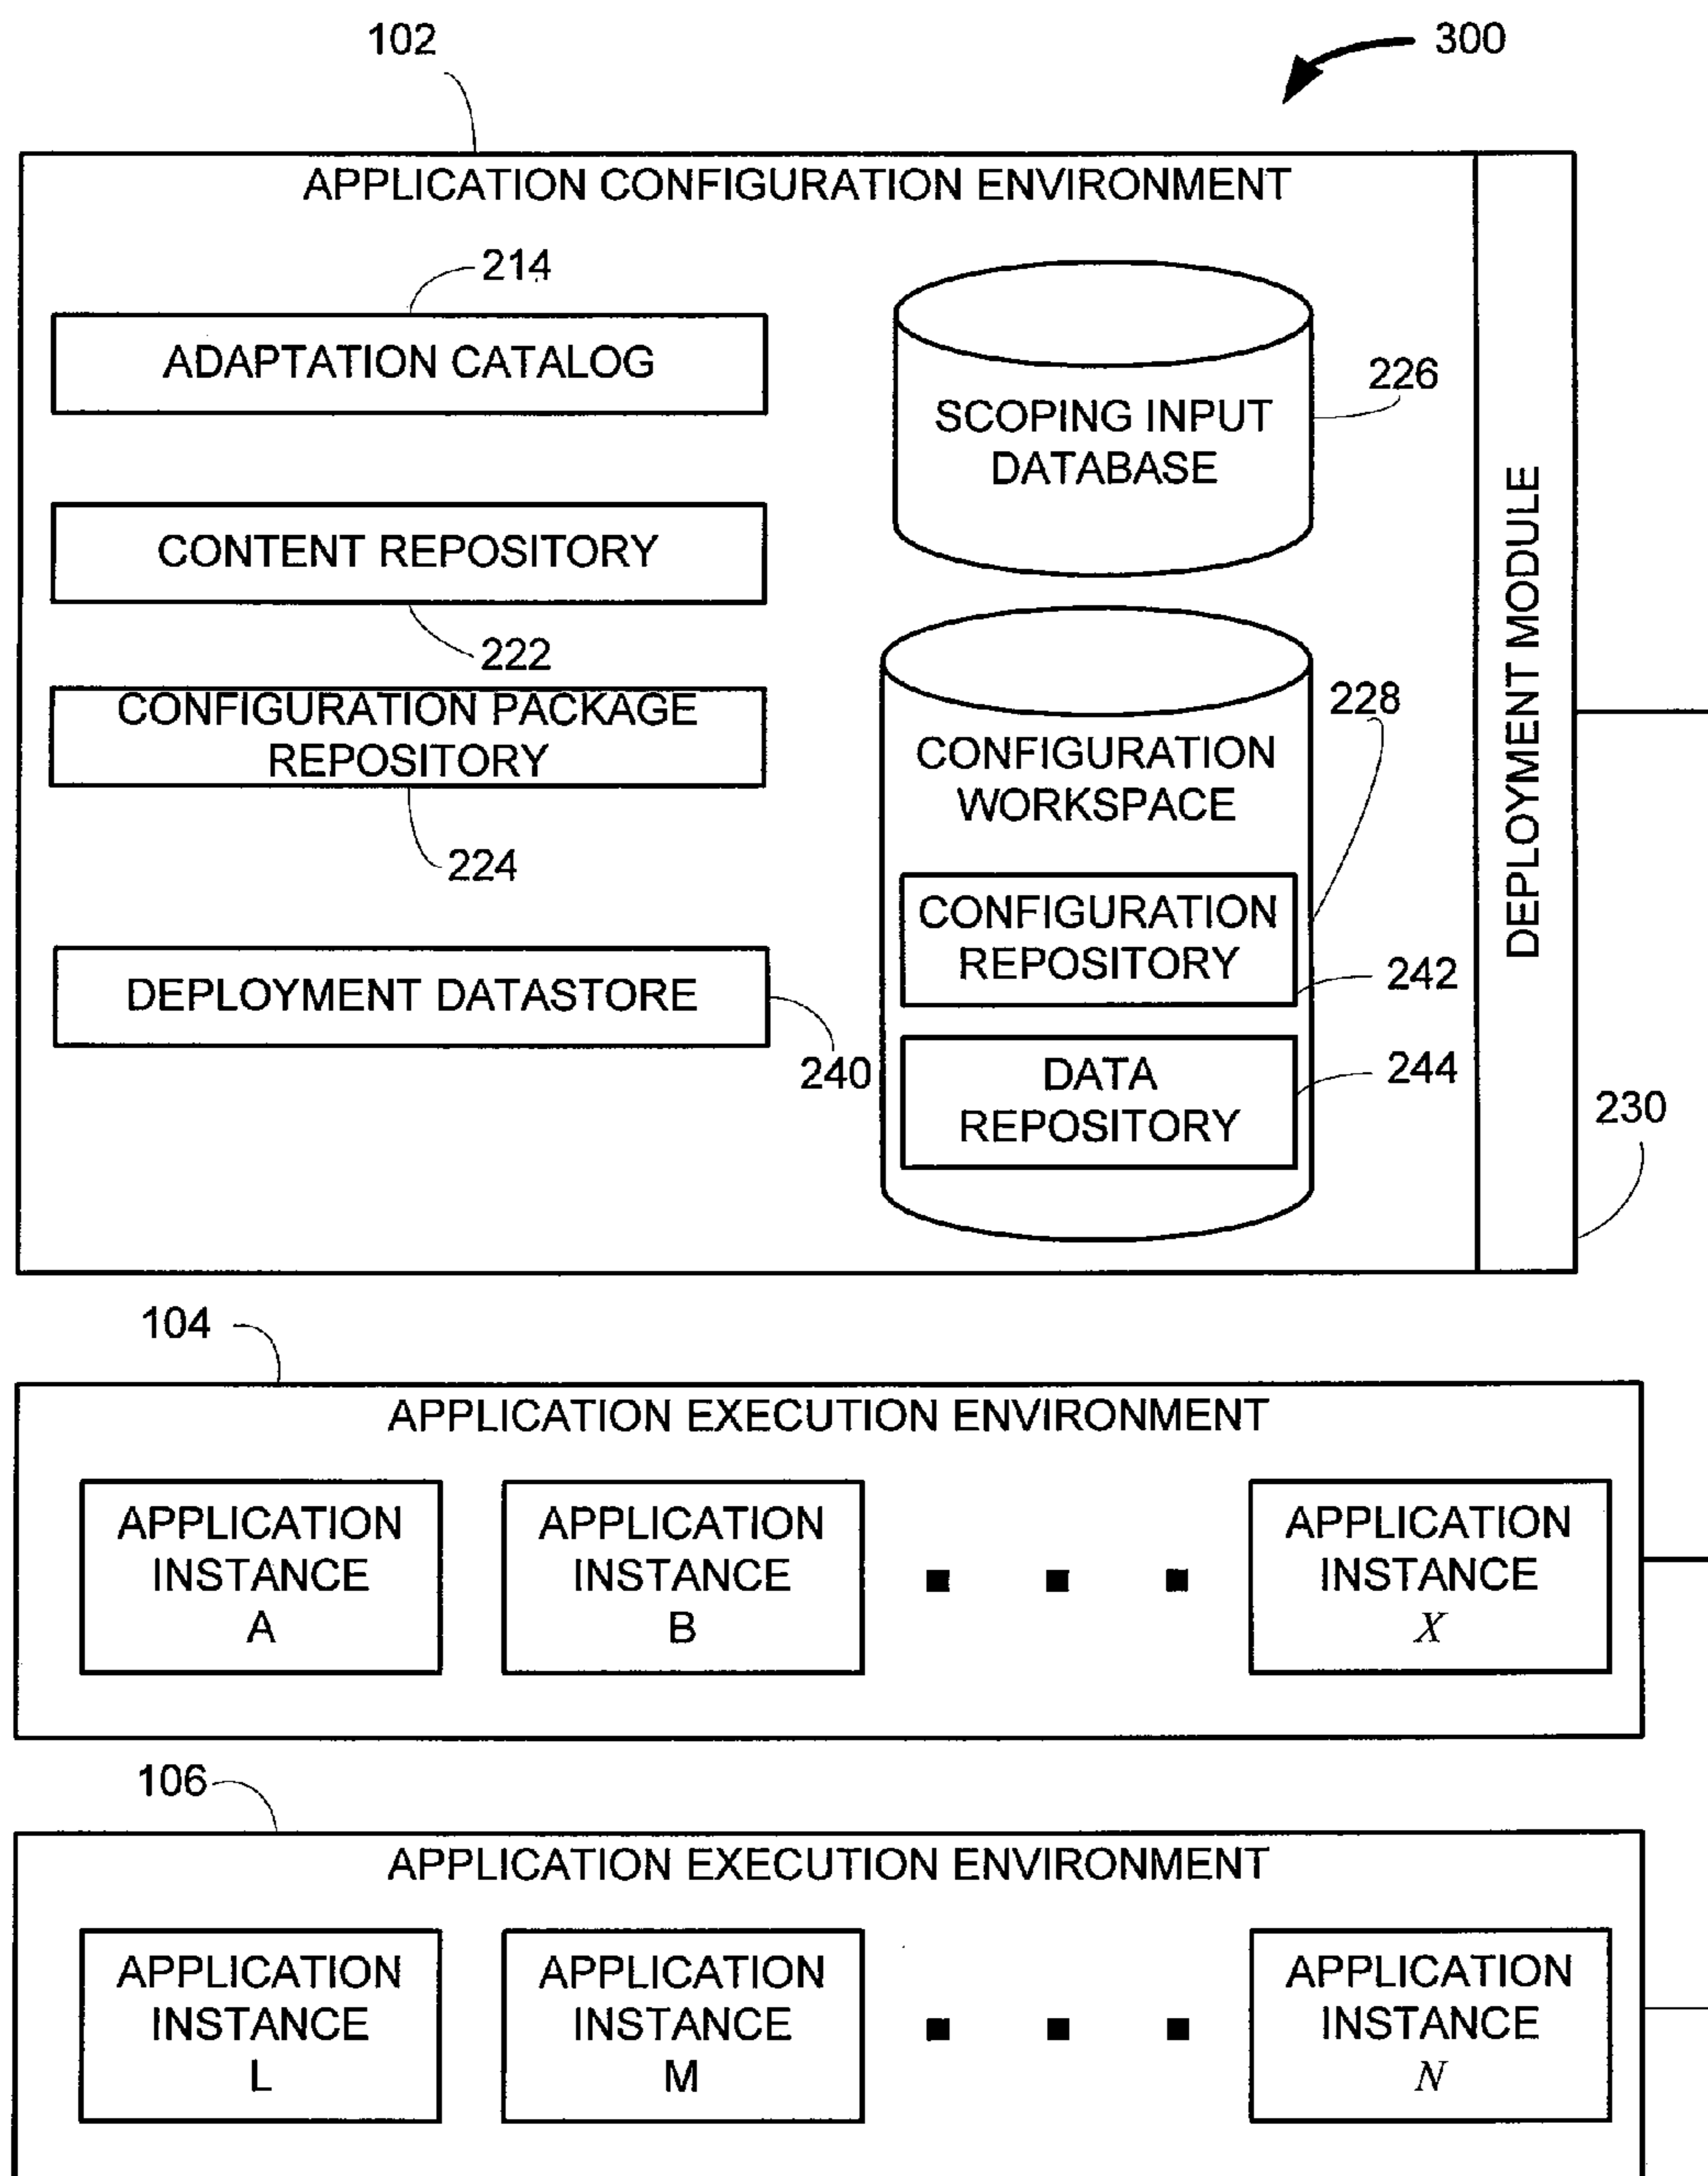 102
300
APPLICATION CONFIGURATION ENVIRONMENT
214
ADAPTATION CATALOG
226
SCOPING INPUT
DATABASE
CONTENT REPOSITORY
222
CONFIGURATION PACKAGE
REPOSITORY
224
228
CONFIGURATION
WORKSPACE
CONFIGURATION
REPOSITORY
242
DEPLOYMENT DATASTORE
240
DATA
REPOSITORY
244
DEPLOYMENT MODULE
230
104
APPLICATION EXECUTION ENVIRONMENT
APPLICATION
INSTANCE
A
APPLICATION
INSTANCE
B
APPLICATION
INSTANCE
X
106
APPLICATION EXECUTION ENVIRONMENT
APPLICATION
INSTANCE
L
APPLICATION
INSTANCE
M
APPLICATION
INSTANCE
N